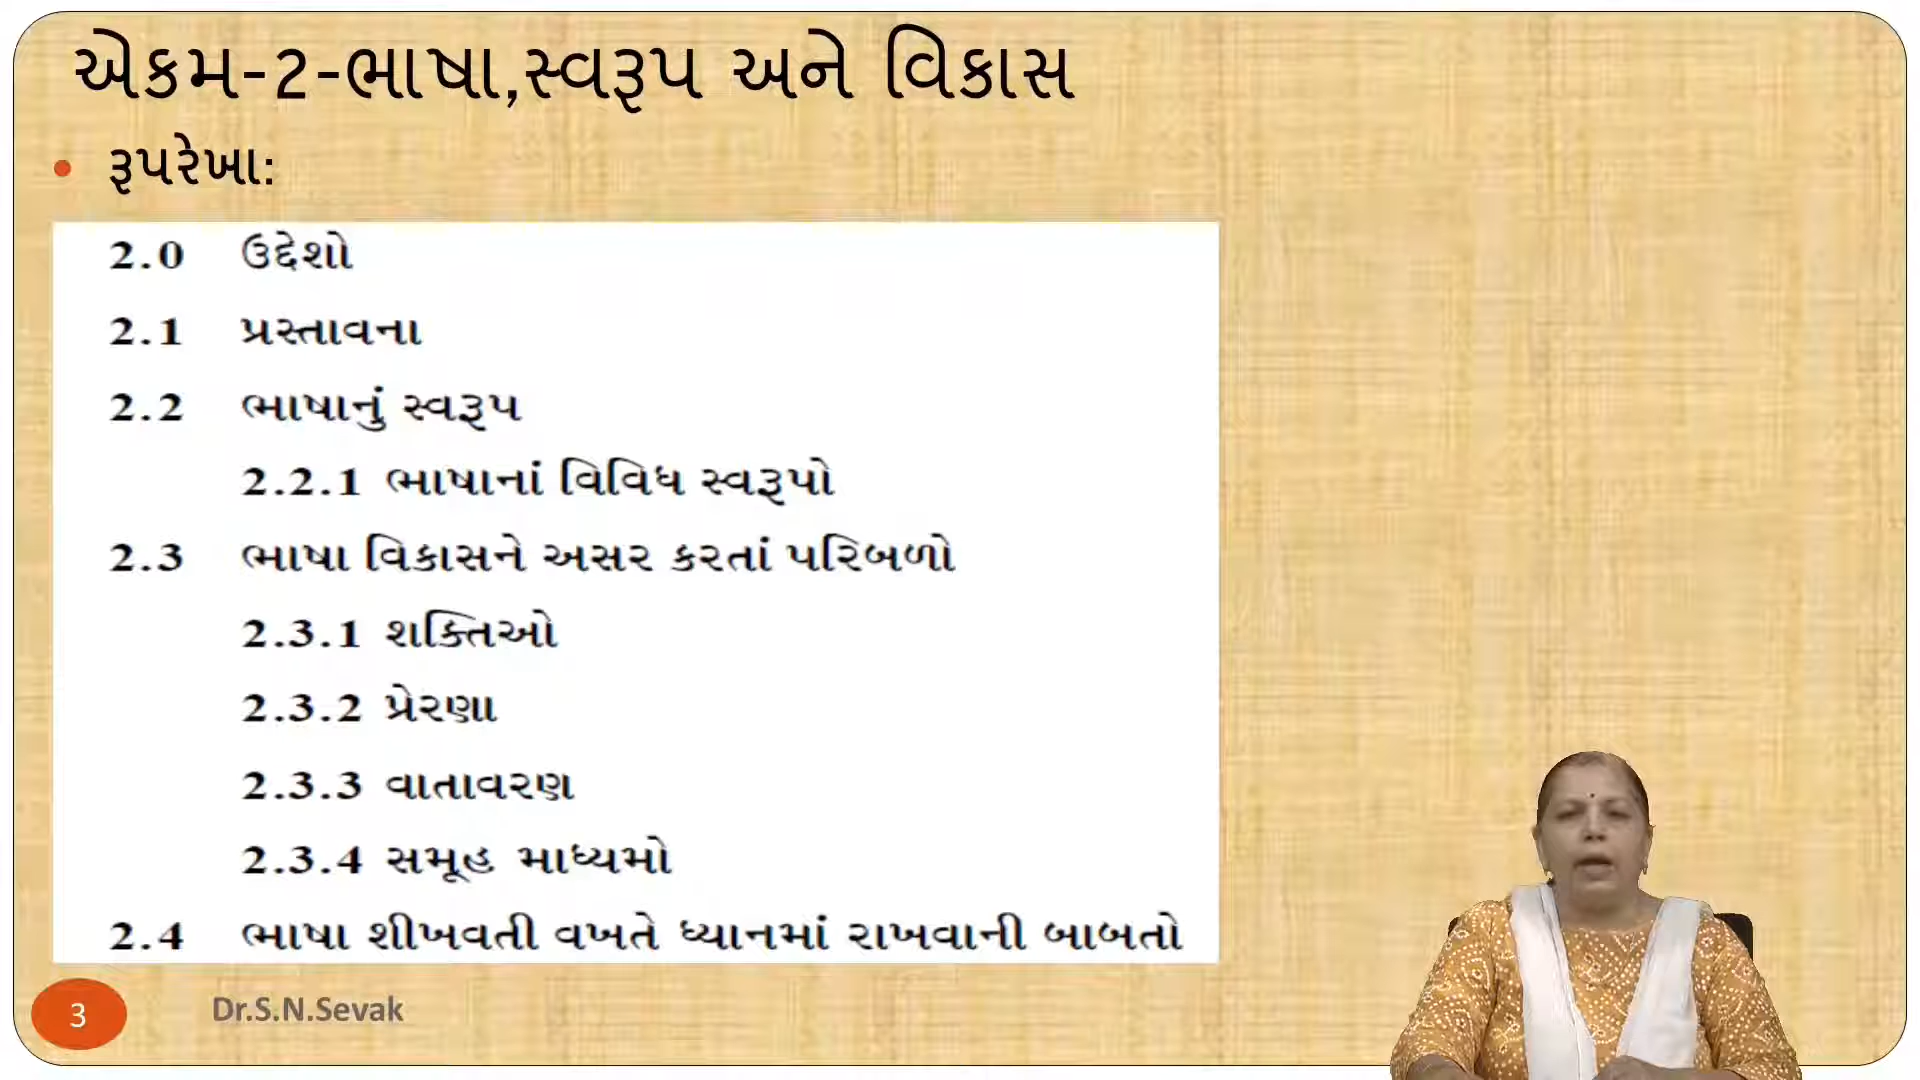 એકમ-2-ભાષા,સ્વરૂપ અને વિકાસ
• રૂપરેખા:
2.0 ઉદ્દેશો
2.1 પ્રસ્તાવના
2.2 ભાષાનું સ્વરૂપ
2.2.1 ભાષાનાં વિવિધ સ્વરૂપો
2.3 ભાષા વિકાસને અસર કરતાં પરિબળો
2.3.1 શક્તિઓ
2.3.2 પ્રેરણા
2.3.3 વાતાવરણ
2.3.4 સમૂહ માધ્યમો
2.4 ભાષા શીખવતી વખતે ધ્યાનમાં રાખવાની બાબતો
3 Dr.S.N.Sevak